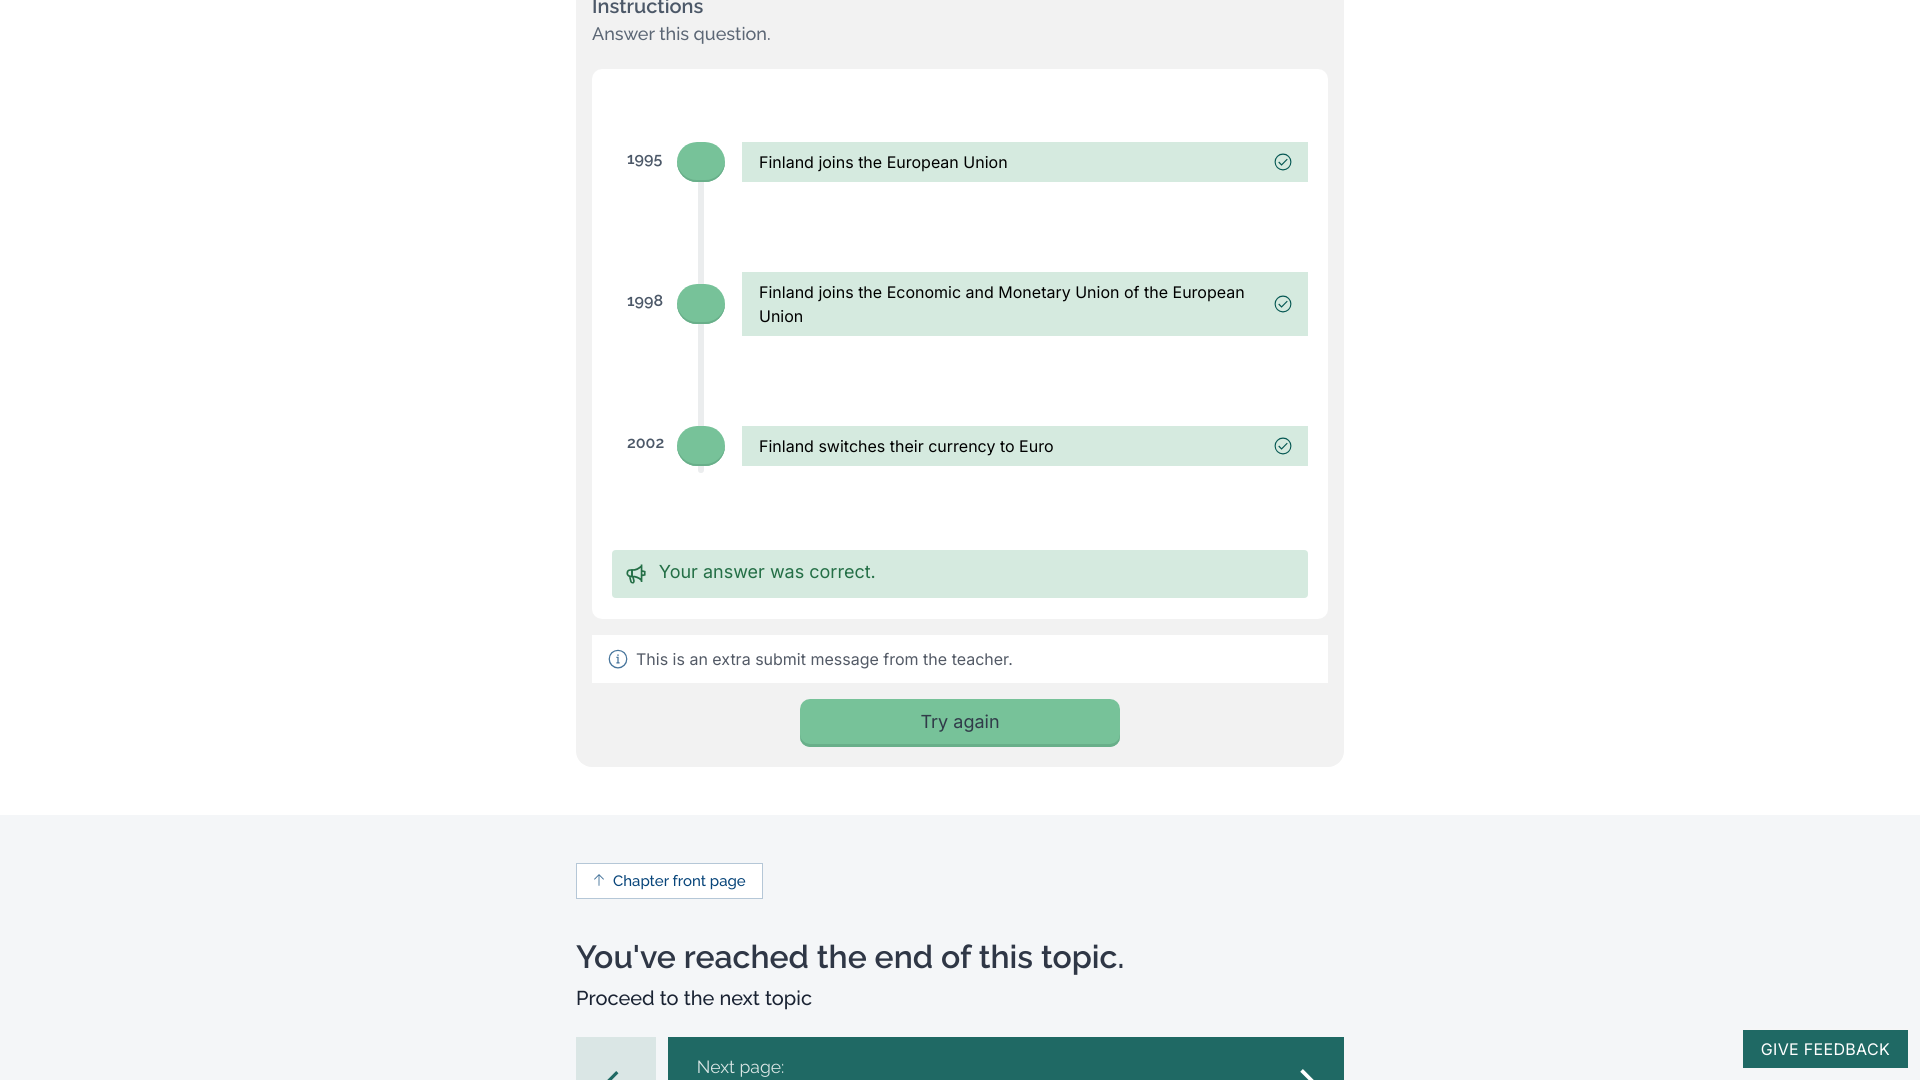 Instructions
Answer this question.
1995
Finland joins the European Union
1998
Finland joins the Economic and Monetary Union of the European
Union
2002
Finland switches their currency to Euro
Your answer was correct.
This is an extra submit message from the teacher.
Try again
Chapter front page
You've reached the end of this topic.
Proceed to the next topic
Next page:
GIVE FEEDBACK